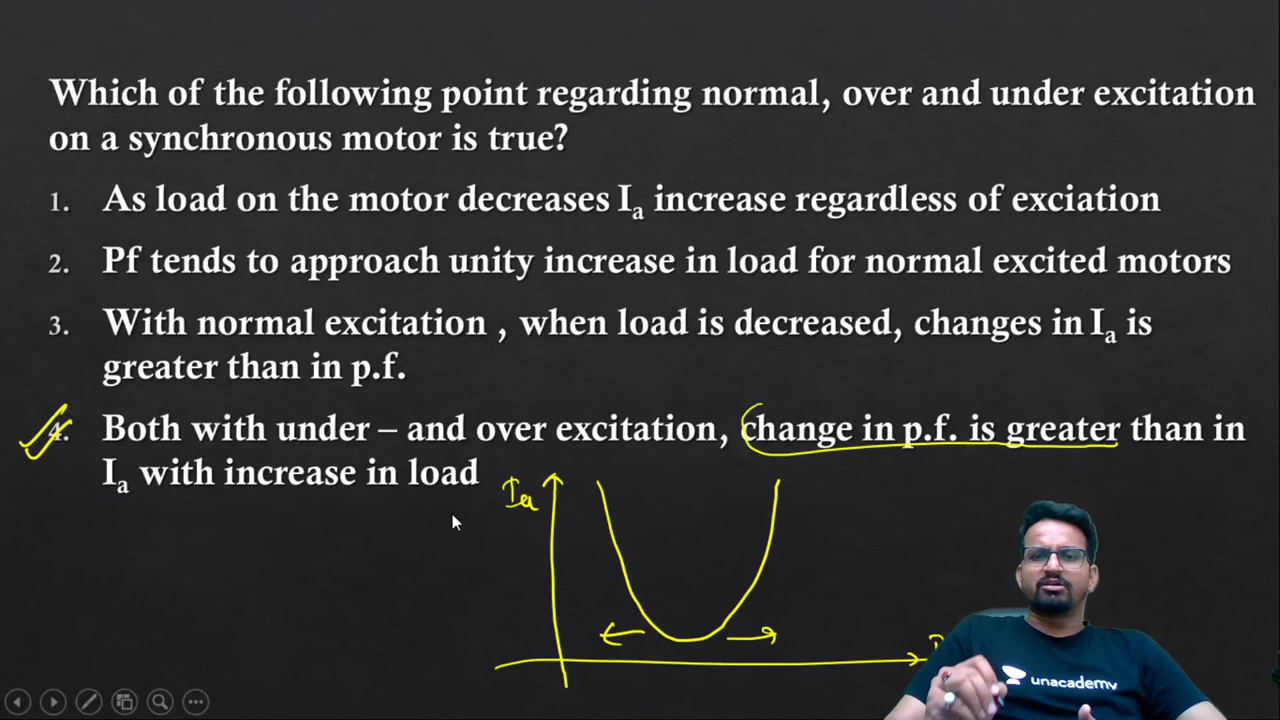 Which of the following point regarding normal, over and under excitation
on a synchronous motor is true?
1. As load on the motor decreases Ia increase regardless of exciation
2. Pf tends to approach unity increase in load for normal excited motors
3. With normal excitation , when load is decreased, changes in Ia is
greater than in p.f.
4. Both with under – and over excitation, change in p.f. is greater than in
Ia with increase in load
Ia
unacademy